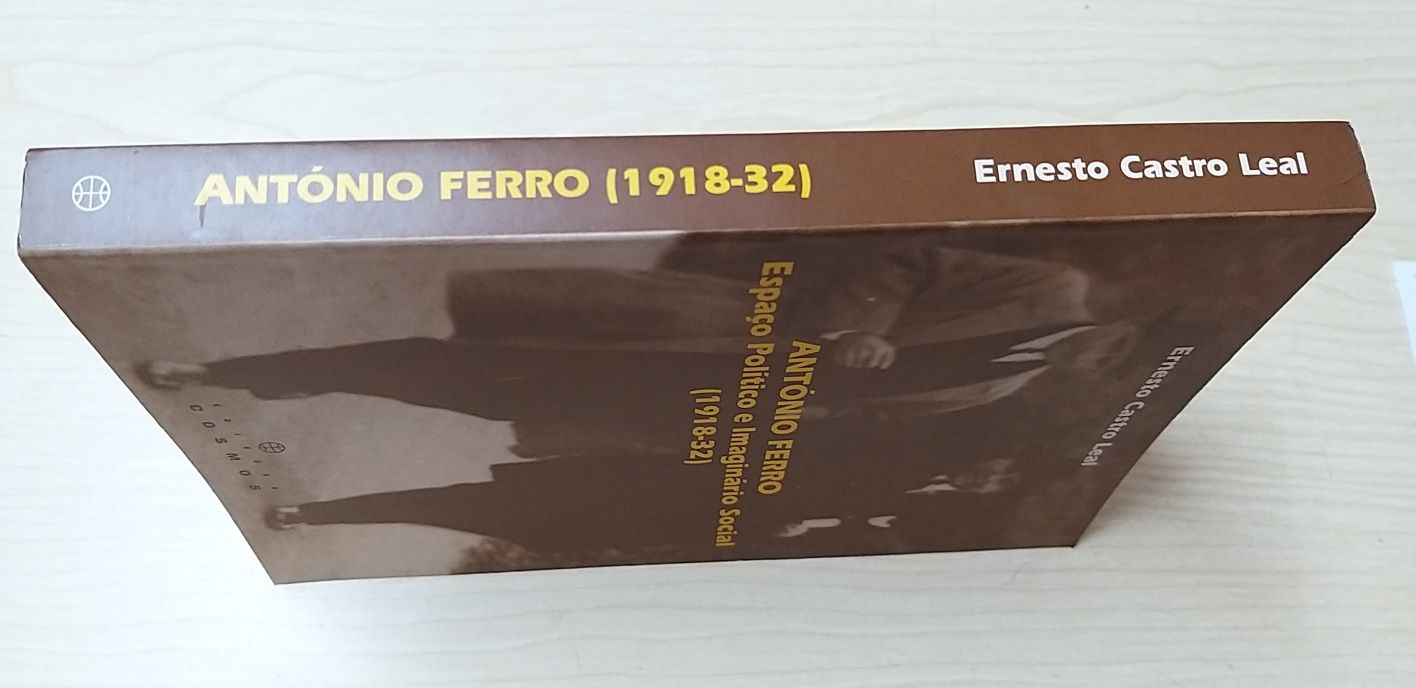 ANTÓNIO FERRO (1918-32)
Ernesto Castro Leal
Ernesto Castro Leal
ANTÓNIO FERRO
Espaço Político e Imaginário Social
(1918-32)
COSMOS